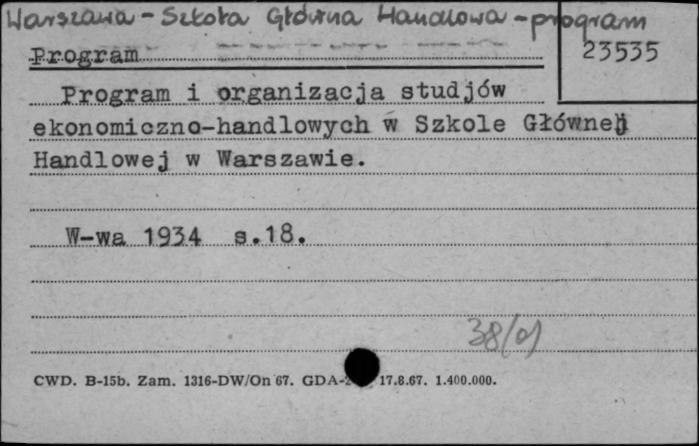 Warszawa - Szkoła Główna Handlowa - program
23535
Program
Program i organizacja studjów
ekonomiczno-handlowych w Szkole Głównej
Handlowej w Warszawie.
W-wa 1934 s.18.
CWD. B-15b. Zam. 1316-DW/On 67. GDA- 17.8.67. 1.400.000.